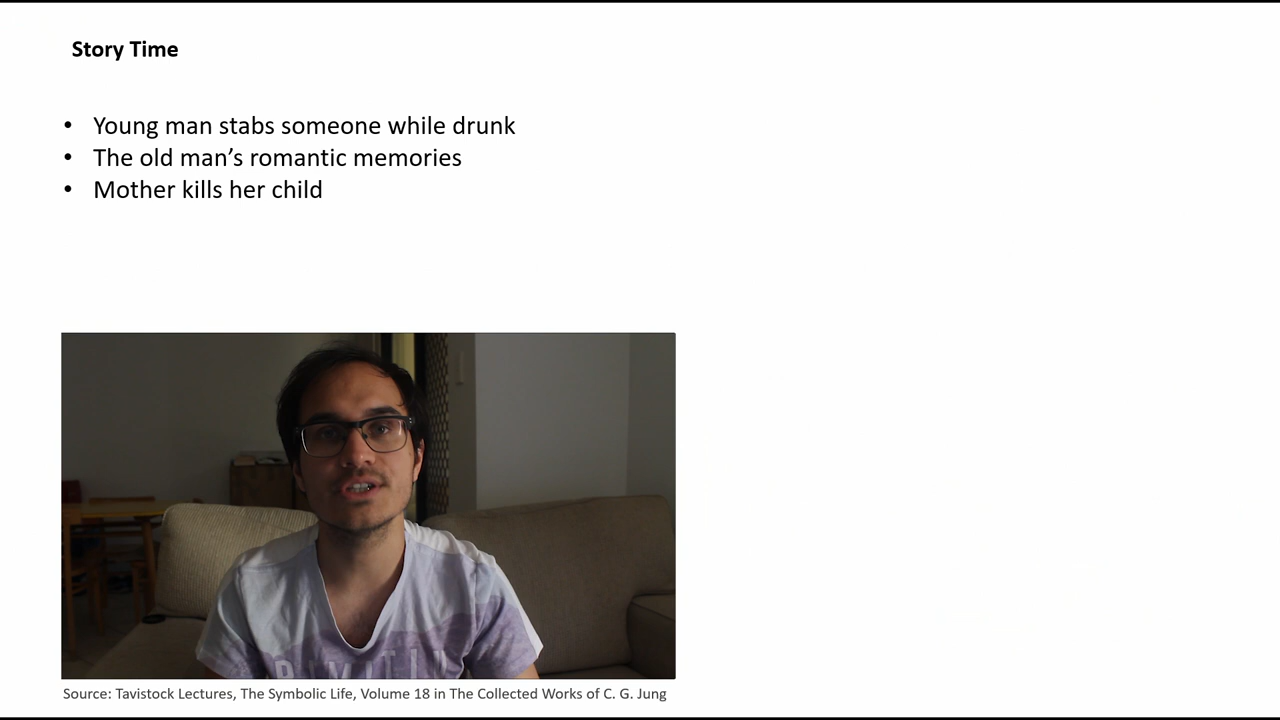 Story Time
• Young man stabs someone while drunk
• The old man’s romantic memories
• Mother kills her child
Source: Tavistock Lectures, The Symbolic Life, Volume 18 in The Collected Works of C. G. Jung